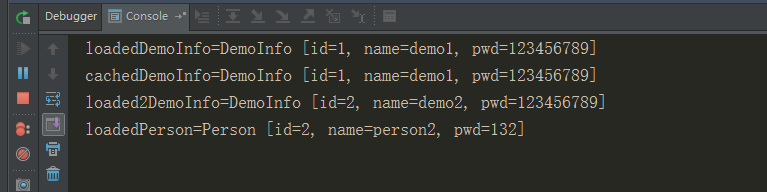 Debugger Console
loadedDemoInfo=DemoInfo [id=1, name=demo1, pwd=123456789]
cachedDemoInfo=DemoInfo [id=1, name=demo1, pwd=123456789]
loaded2DemoInfo=DemoInfo [id=2, name=demo2, pwd=123456789]
loadedPerson=Person [id=2, name=person2, pwd=132]